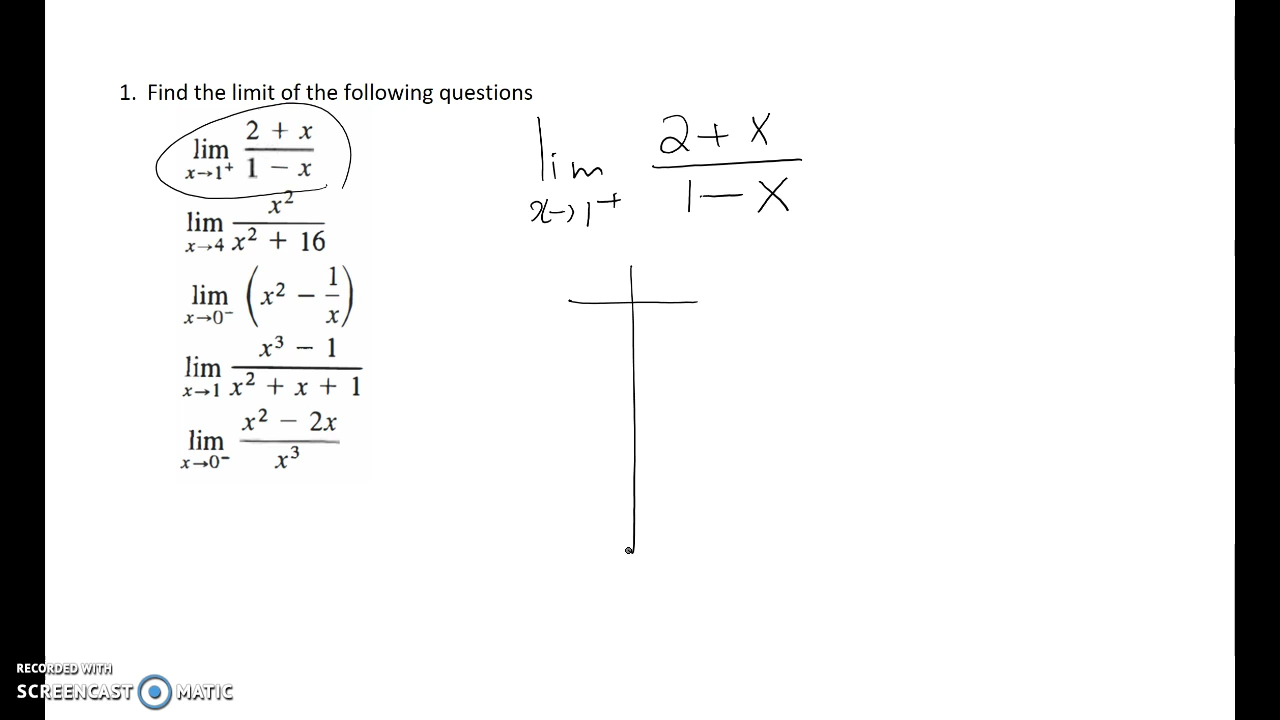 1. Find the limit of the following questions
lim x→1⁺ (2 + x)/(1 − x)
lim x→4 x²/(x² + 16)
lim x→0⁻ (x² − 1/x)
lim x→1 (x³ − 1)/(x² + x + 1)
lim x→0⁻ (x² − 2x)/x³
lim x→1⁺ (2+x)/(1−x)
RECORDED WITH
SCREENCAST MATIC